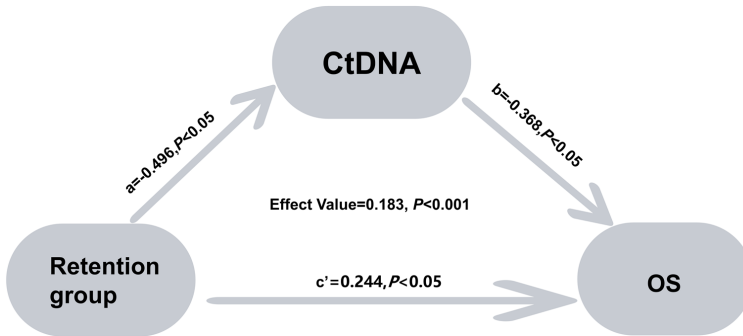 CtDNA
a=-0.496,P<0.05
b=-0.368,P<0.05
Effect Value=0.183, P<0.001
Retention
group
c'=0.244,P<0.05
OS